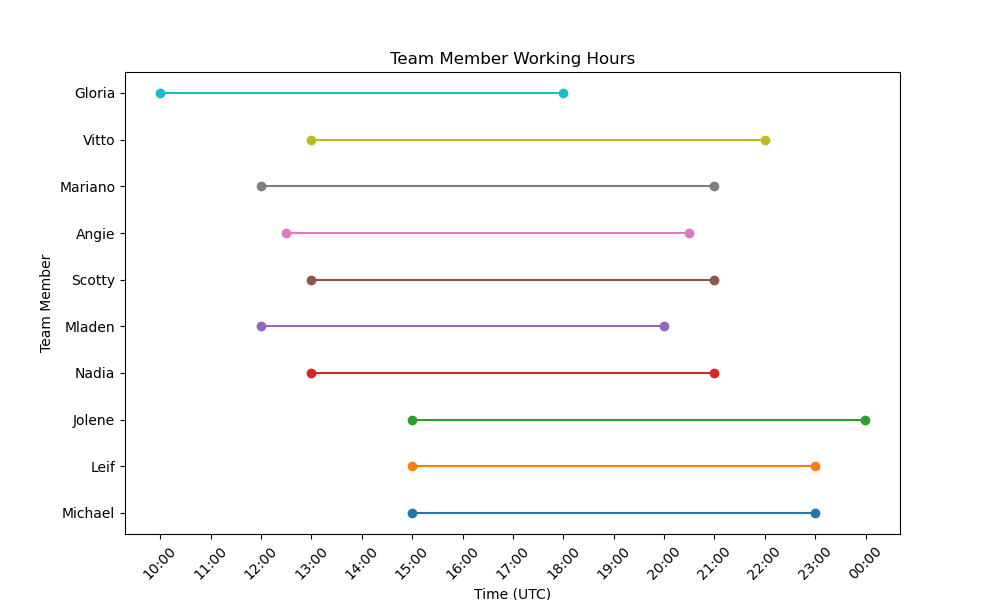 Team Member Working Hours
Team Member
Gloria
Vitto
Mariano
Angie
Scotty
Mladen
Nadia
Jolene
Leif
Michael
10:00 11:00 12:00 13:00 14:00 15:00 16:00 17:00 18:00 19:00 20:00 21:00 22:00 23:00 00:00
Time (UTC)